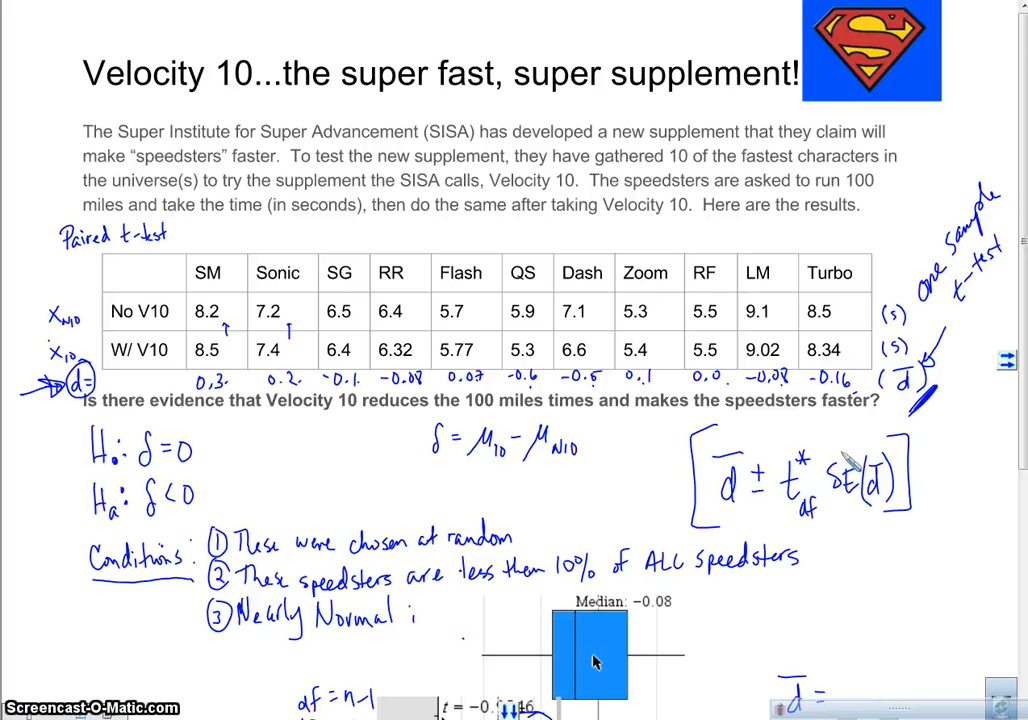 Velocity 10...the super fast, super supplement!
The Super Institute for Super Advancement (SISA) has developed a new supplement that they claim will
make “speedsters” faster. To test the new supplement, they have gathered 10 of the fastest characters in
the universe(s) to try the supplement the SISA calls, Velocity 10. The speedsters are asked to run 100
miles and take the time (in seconds), then do the same after taking Velocity 10. Here are the results.
one sample
t-test
Paired t-test
SM Sonic SG RR Flash QS Dash Zoom RF LM Turbo
X̄N10 No V10 8.2 7.2 6.5 6.4 5.7 5.9 7.1 5.3 5.5 9.1 8.5 (s)
X̄10 W/ V10 8.5 7.4 6.4 6.32 5.77 5.3 6.6 5.4 5.5 9.02 8.34 (s)
d= 0.3 0.2 -0.1 -0.08 0.07 -0.6 -0.5 0.1 0.0 -0.08 -0.16 (d̄)
Is there evidence that Velocity 10 reduces the 100 miles times and makes the speedsters faster?
H₀: δ=0
δ = μ10 - μN10
[d̄ ± t*df SE(d̄)]
Ha: δ<0
Conditions: ① These were chosen at random
② These speedsters are less then 10% of ALL speedsters
③ Nearly Normal :
Median: -0.08
df = n-1
d̄ =
Screencast-O-Matic.com